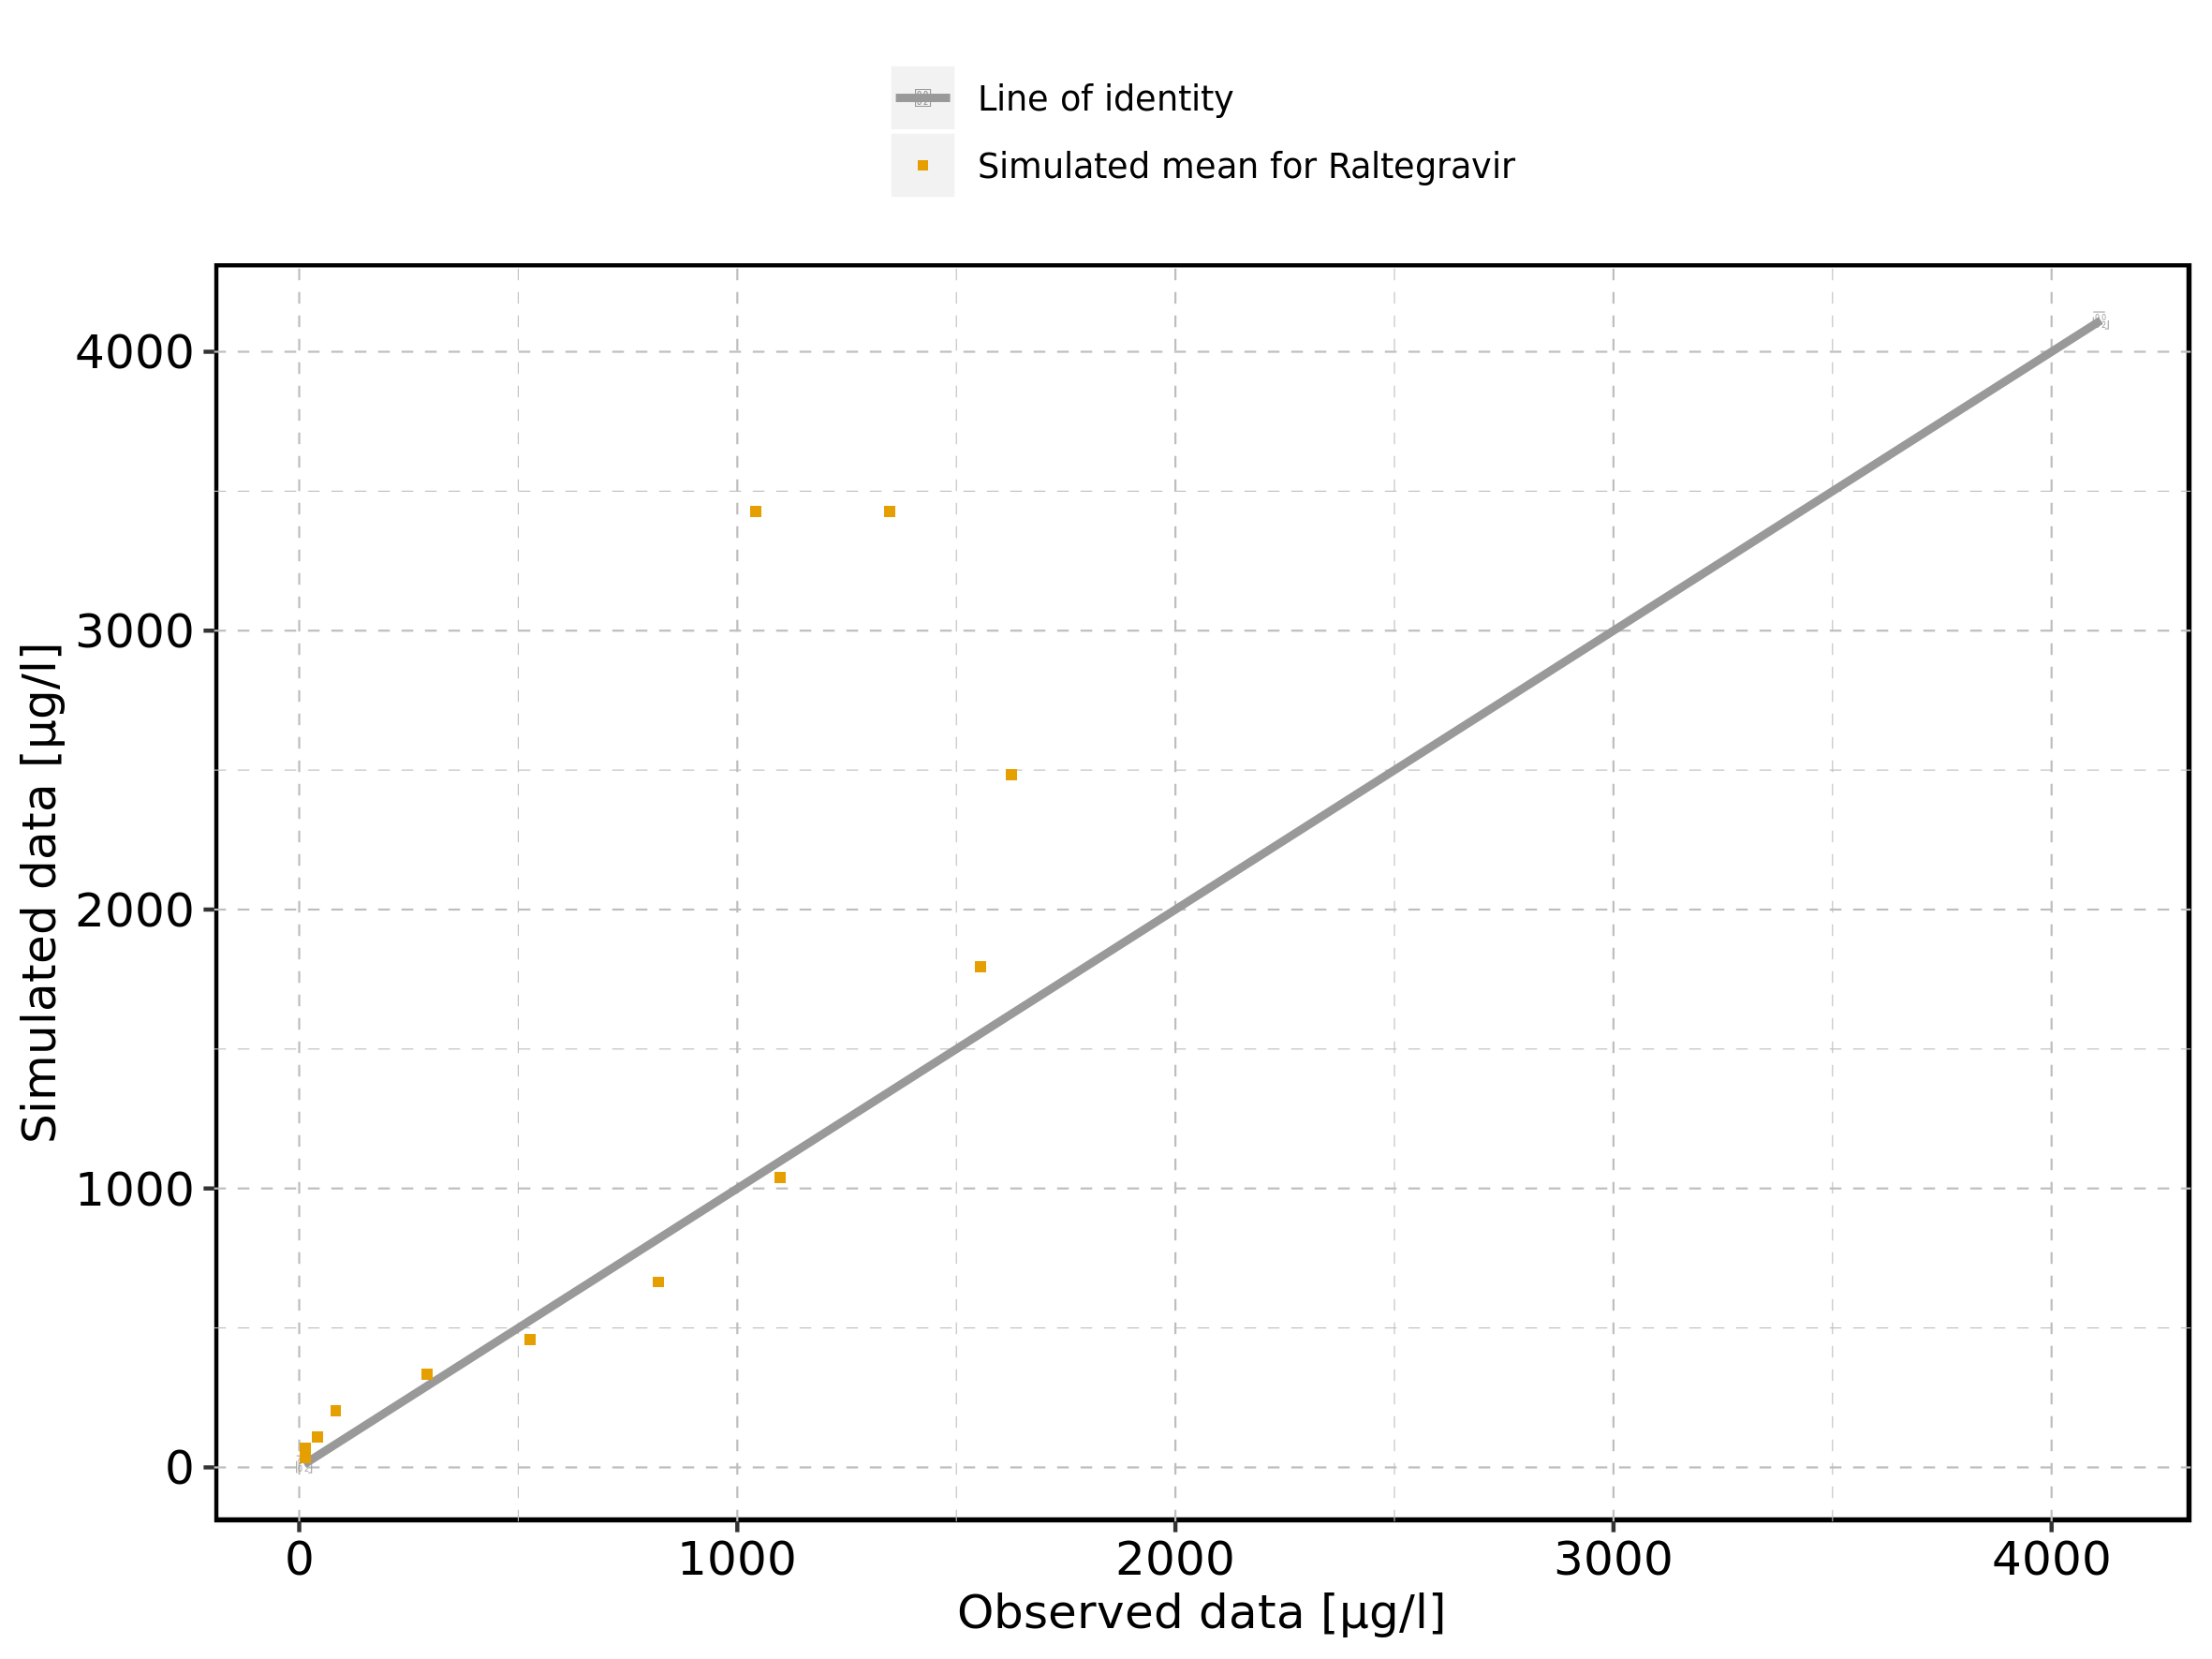 Line of identity
Simulated mean for Raltegravir
4000
3000
2000
1000
0
Simulated data [µg/l]
0 1000 2000 3000 4000
Observed data [µg/l]